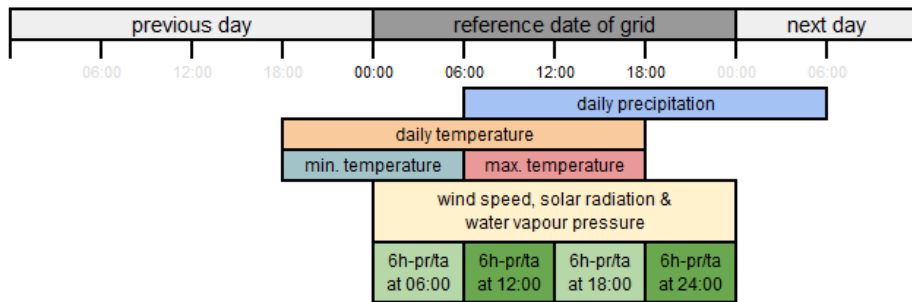 previous day reference date of grid next day
06:00 12:00 18:00 00:00 06:00 12:00 18:00 00:00 06:00
daily precipitation
daily temperature
min. temperature max. temperature
wind speed, solar radiation &
water vapour pressure
6h-pr/ta 6h-pr/ta 6h-pr/ta 6h-pr/ta
at 06:00 at 12:00 at 18:00 at 24:00